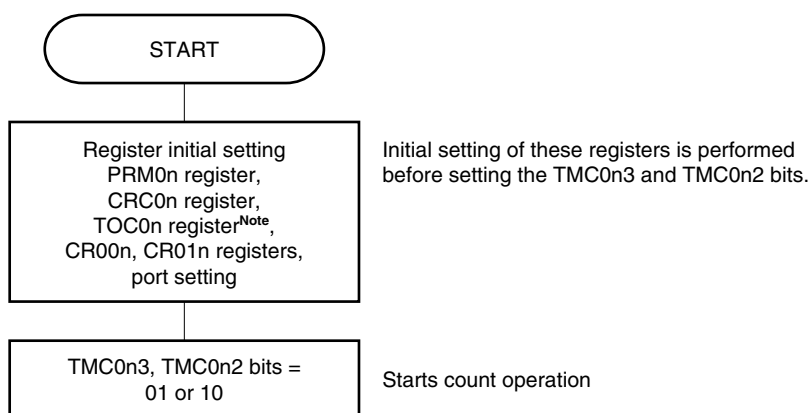 START
Register initial setting
PRM0n register,
CRC0n register,
TOC0n registerNote,
CR00n, CR01n registers,
port setting
Initial setting of these registers is performed
before setting the TMC0n3 and TMC0n2 bits.
TMC0n3, TMC0n2 bits =
01 or 10
Starts count operation